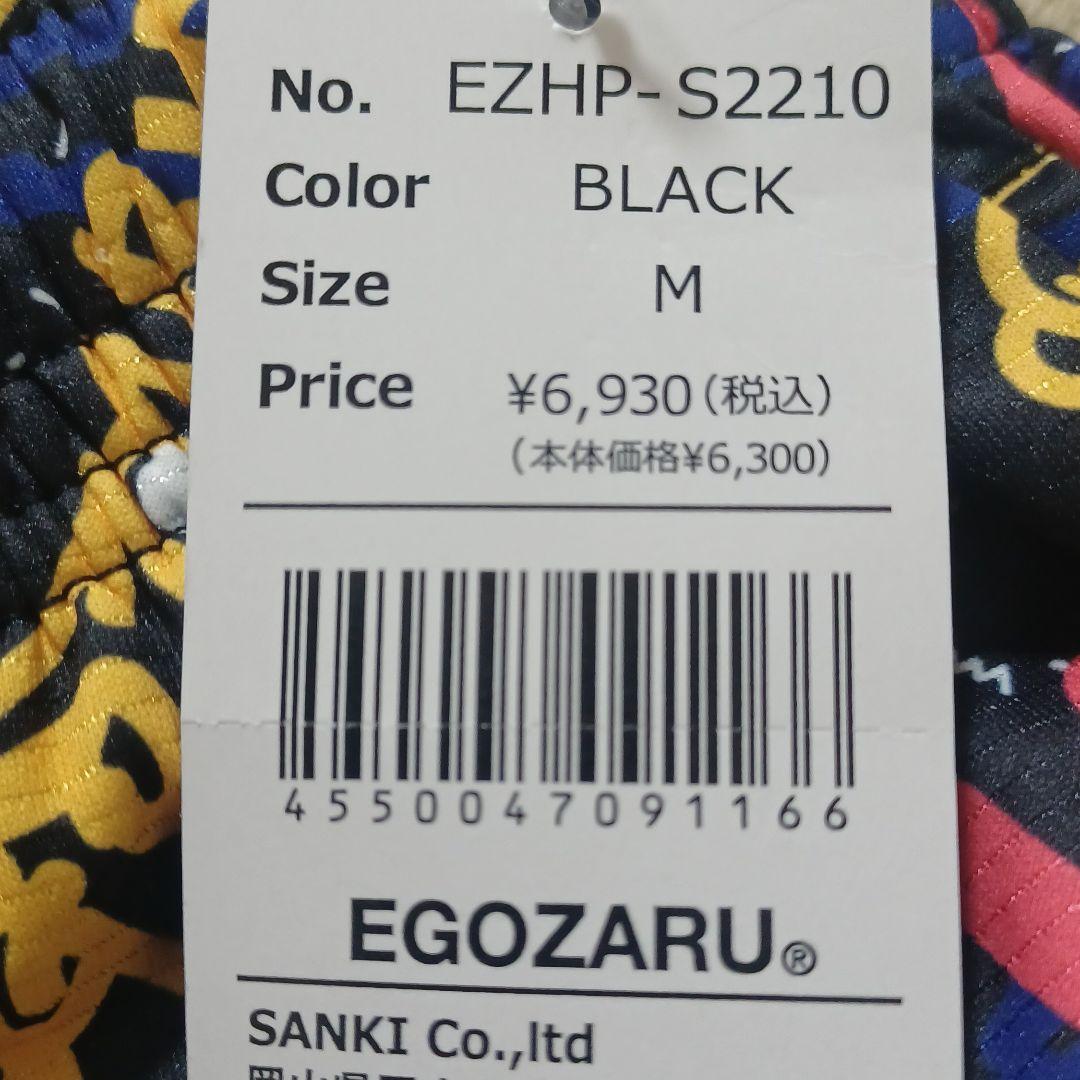 No. EZHP-S2210
Color BLACK
Size M
Price ¥6,930(税込)
(本体価格¥6,300)
4550047091166
EGOZARU®
SANKI Co.,ltd